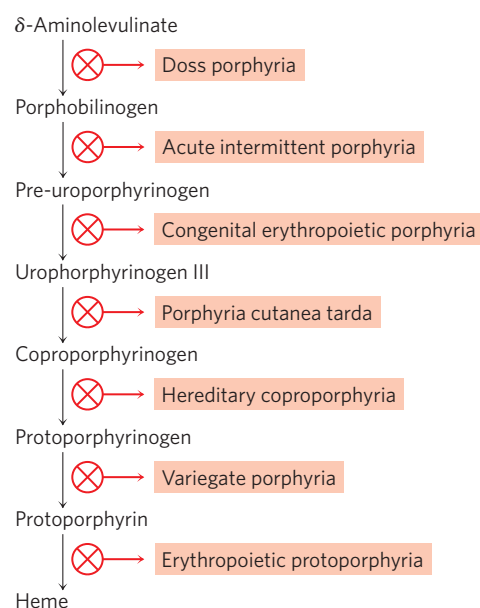 δ-Aminolevulinate
Doss porphyria
Porphobilinogen
Acute intermittent porphyria
Pre-uroporphyrinogen
Congenital erythropoietic porphyria
Urophorphyrinogen III
Porphyria cutanea tarda
Coproporphyrinogen
Hereditary coproporphyria
Protoporphyrinogen
Variegate porphyria
Protoporphyrin
Erythropoietic protoporphyria
Heme